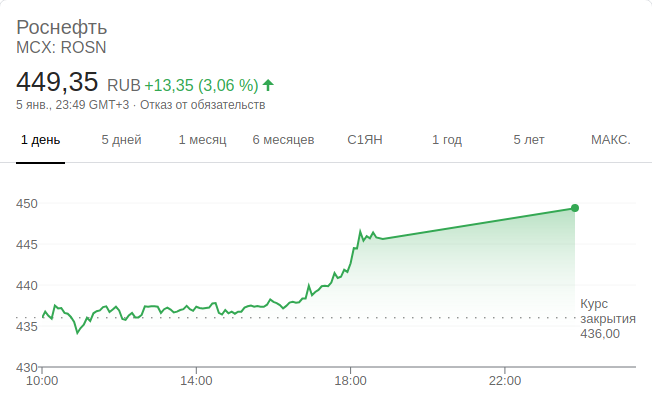 Роснефть
MCX: ROSN
449,35 RUB +13,35 (3,06 %)
5 янв., 23:49 GMT+3 · Отказ от обязательств
1 день 5 дней 1 месяц 6 месяцев С1ЯН 1 год 5 лет МАКС.
450
445
440
435
430
Курс
закрытия
436,00
10:00 14:00 18:00 22:00